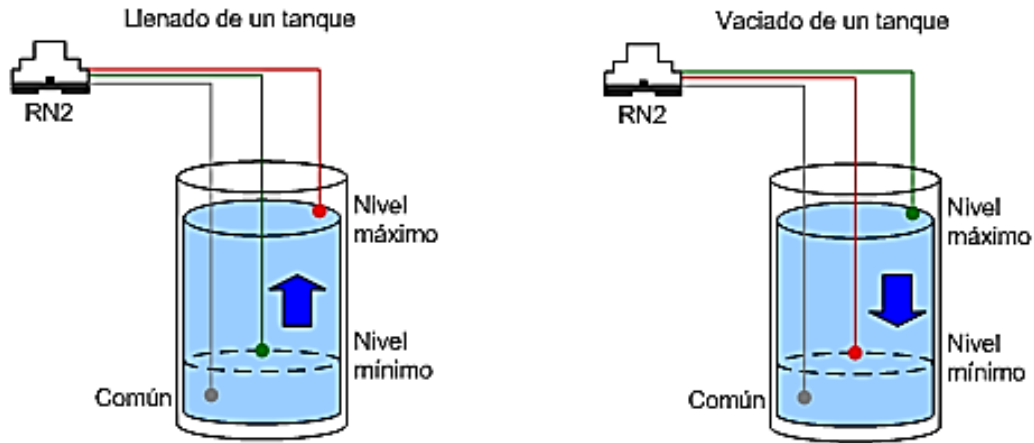 Llenado de un tanque
RN2
Nivel
máximo
Nivel
mínimo
Común
Vaciado de un tanque
RN2
Nivel
máximo
Nivel
mínimo
Común